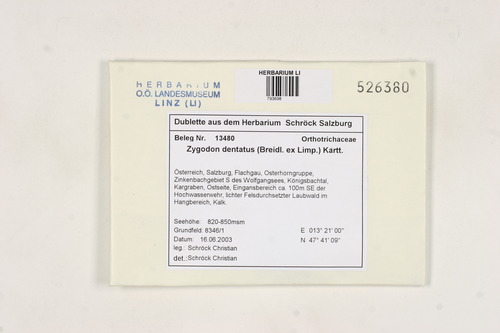 HERBARIUM
O.Ö. LANDESMUSEUM
LINZ (LI)
HERBARIUM LI
526380
Dublette aus dem Herbarium Schröck Salzburg
Beleg Nr. 13480 Orthotrichaceae
Zygodon dentatus (Breidl. ex Limp.) Kartt.
Österreich, Salzburg, Flachgau, Osterhorngruppe,
Zinkenbachgebiet S des Wolfgangsees, Königsbachtal,
Kargraben, Ostseite, Eingansbereich ca. 100m SE der
Hochwasserwehr, lichter Felsdurchsetzter Laubwald im
Hangbereich, Kalk.
Seehöhe: 820-850msm
Grundfeld: 8346/1 E 013° 21' 00"
Datum: 16.06.2003 N 47° 41' 09"
leg.: Schröck Christian
det.: Schröck Christian